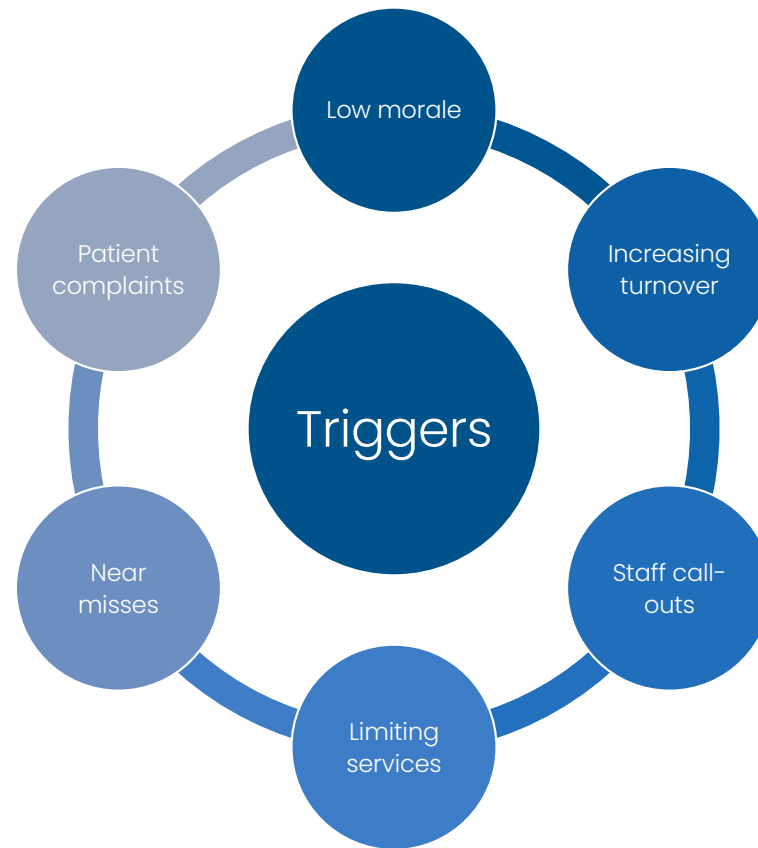 Low morale
Increasing
turnover
Staff call-
outs
Limiting
services
Near
misses
Patient
complaints
Triggers